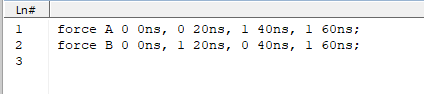 Ln#
1 force A 0 0ns, 0 20ns, 1 40ns, 1 60ns;
2 force B 0 0ns, 1 20ns, 0 40ns, 1 60ns;
3